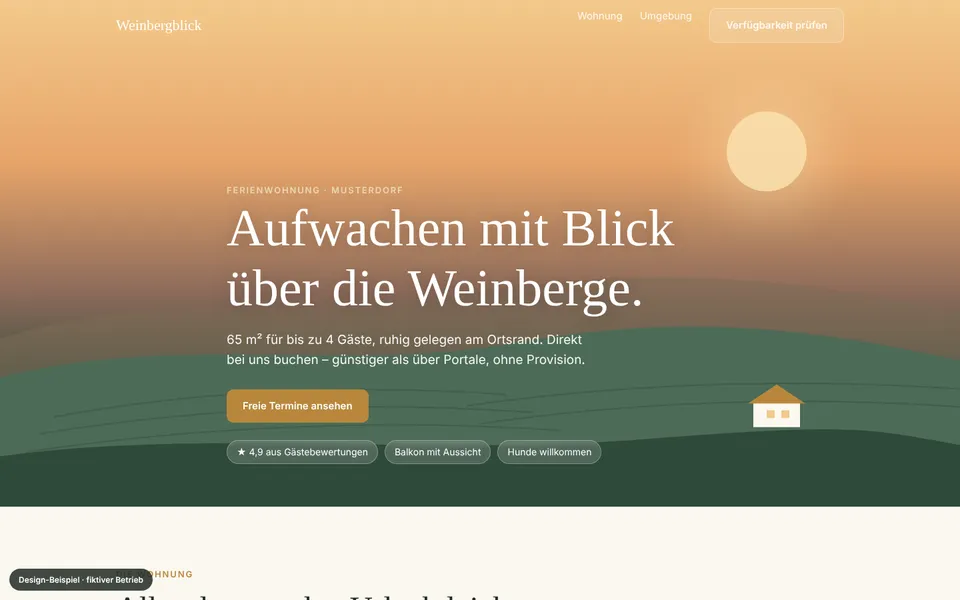 Weinbergblick
Wohnung
Umgebung
Verfügbarkeit prüfen
FERIENWOHNUNG · MUSTERDORF
Aufwachen mit Blick
über die Weinberge.
65 m² für bis zu 4 Gäste, ruhig gelegen am Ortsrand. Direkt
bei uns buchen – günstiger als über Portale, ohne Provision.
Freie Termine ansehen
★ 4,9 aus Gästebewertungen
Balkon mit Aussicht
Hunde willkommen
Design-Beispiel · fiktiver Betrieb